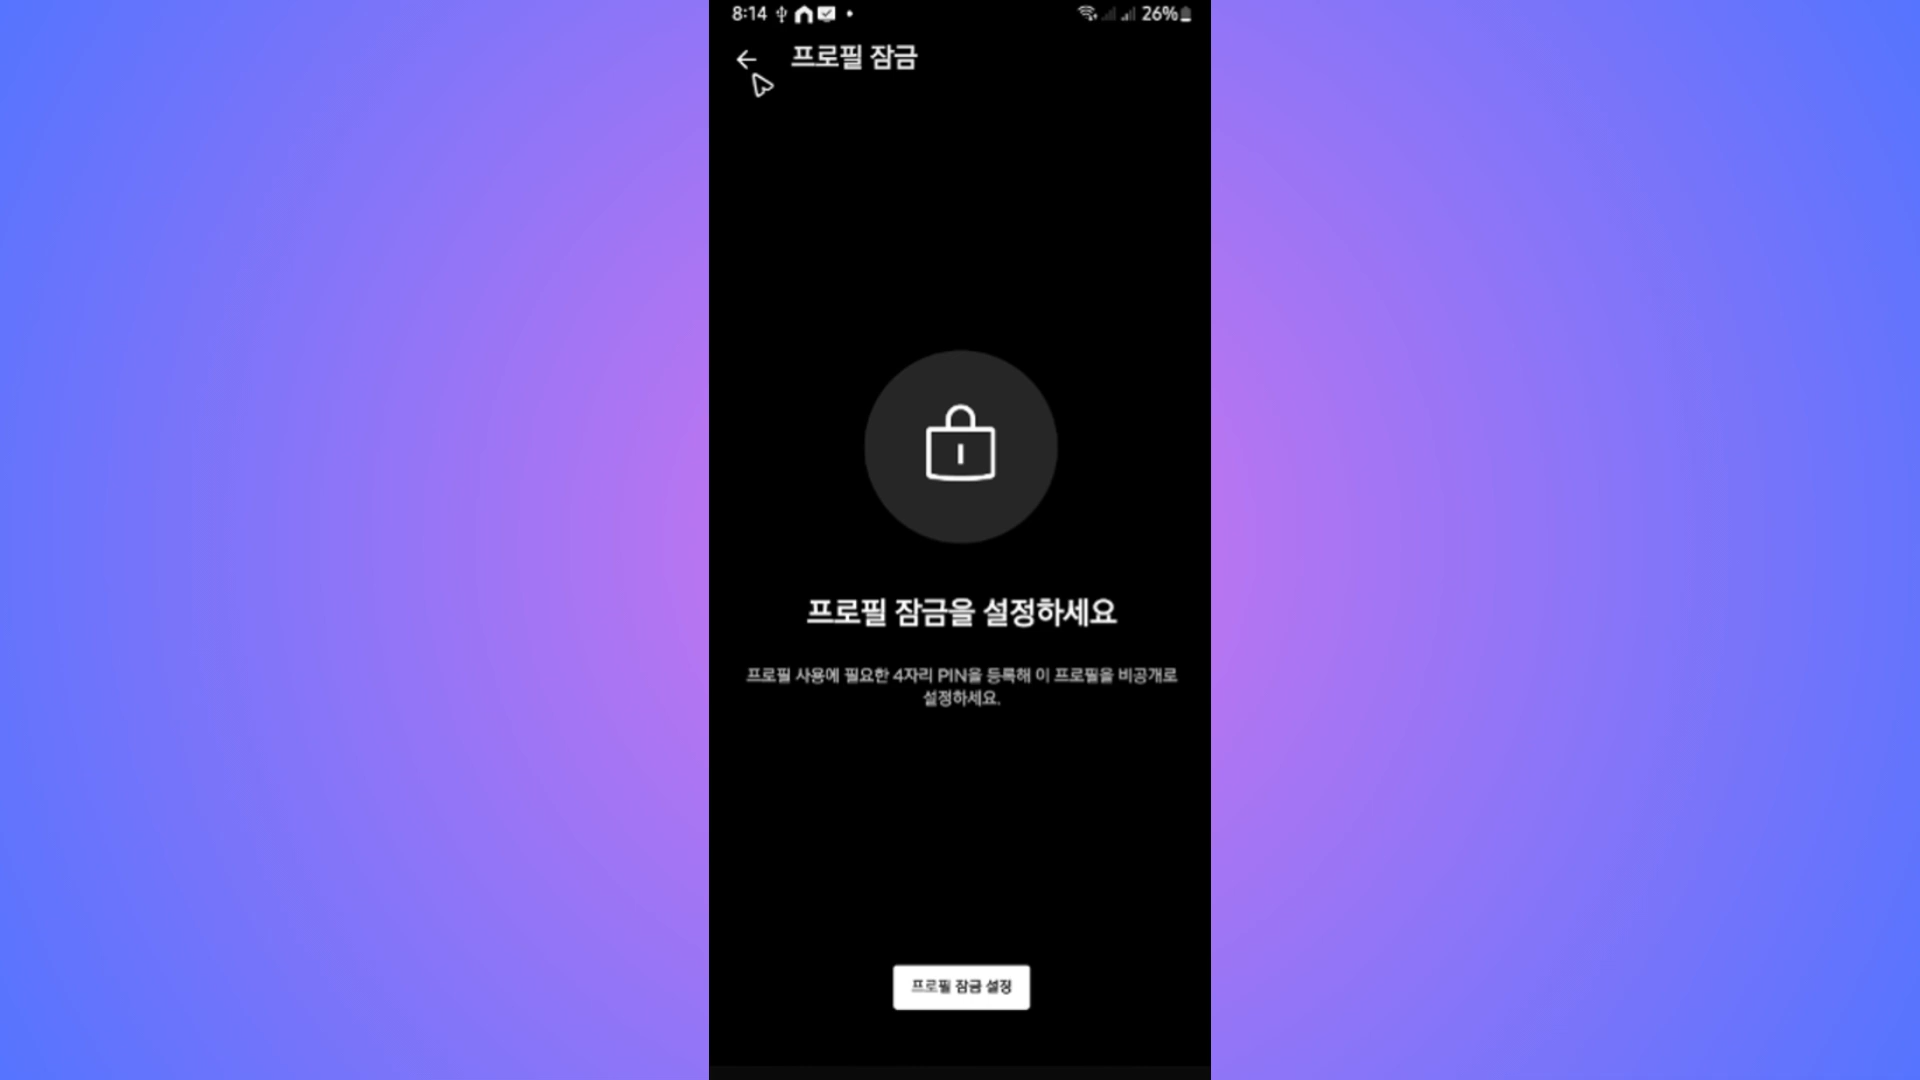 8:14 26%
프로필 잠금
프로필 잠금을 설정하세요
프로필 사용에 필요한 4자리 PIN을 등록해 이 프로필을 비공개로
설정하세요.
프로필 잠금 설정